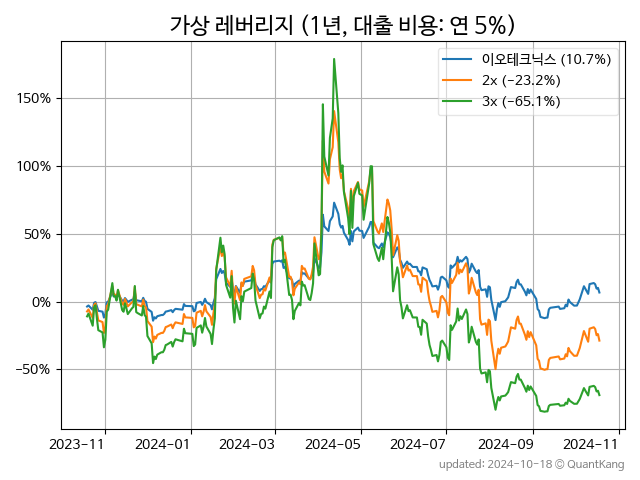 가상 레버리지 (1년, 대출 비용: 연 5%)
이오테크닉스 (10.7%)
2x (−23.2%)
3x (−65.1%)
150%
100%
50%
0%
−50%
2023-11 2024-01 2024-03 2024-05 2024-07 2024-09 2024-11
updated: 2024-10-18 © QuantKang